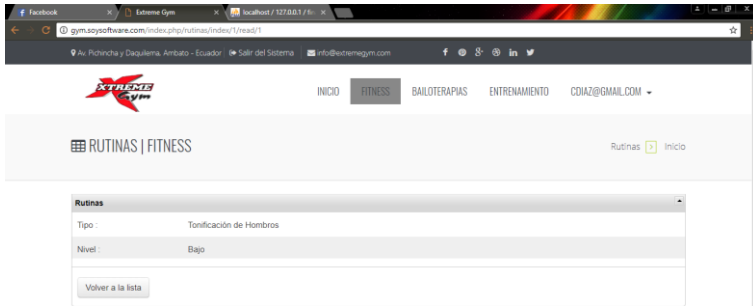 Facebook
Extreme Gym
localhost / 127.0.0.1 /
gym.soysoftware.com/index.php/rutinas/index/1/read/1
Av. Pichincha y Daquilema. Ambato - Ecuador Salir del Sistema info@extremegym.com
XTREME
Gym
INICIO FITNESS BAILOTERAPIAS ENTRENAMIENTO CDIAZ@GMAIL.COM
RUTINAS | FITNESS
Rutinas > Inicio
Rutinas
Tipo : Tonificación de Hombros
Nivel : Bajo
Volver a la lista